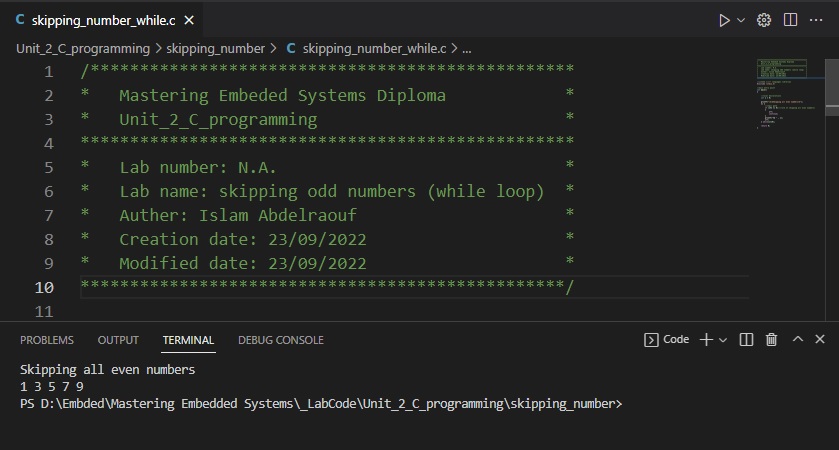 C skipping_number_while.c ×
Unit_2_C_programming > skipping_number > C skipping_number_while.c > ...
1 /*************************************************
2 *   Mastering Embeded Systems Diploma            *
3 *   Unit_2_C_programming                         *
4 **************************************************
5 *   Lab number: N.A.                             *
6 *   Lab name: skipping odd numbers (while loop)  *
7 *   Auther: Islam Abdelraouf                     *
8 *   Creation date: 23/09/2022                    *
9 *   Modified date: 23/09/2022                    *
10 *************************************************/
11
PROBLEMS OUTPUT TERMINAL DEBUG CONSOLE Code
Skipping all even numbers
1 3 5 7 9
PS D:\Embded\Mastering Embedded Systems\_LabCode\Unit_2_C_programming\skipping_number>